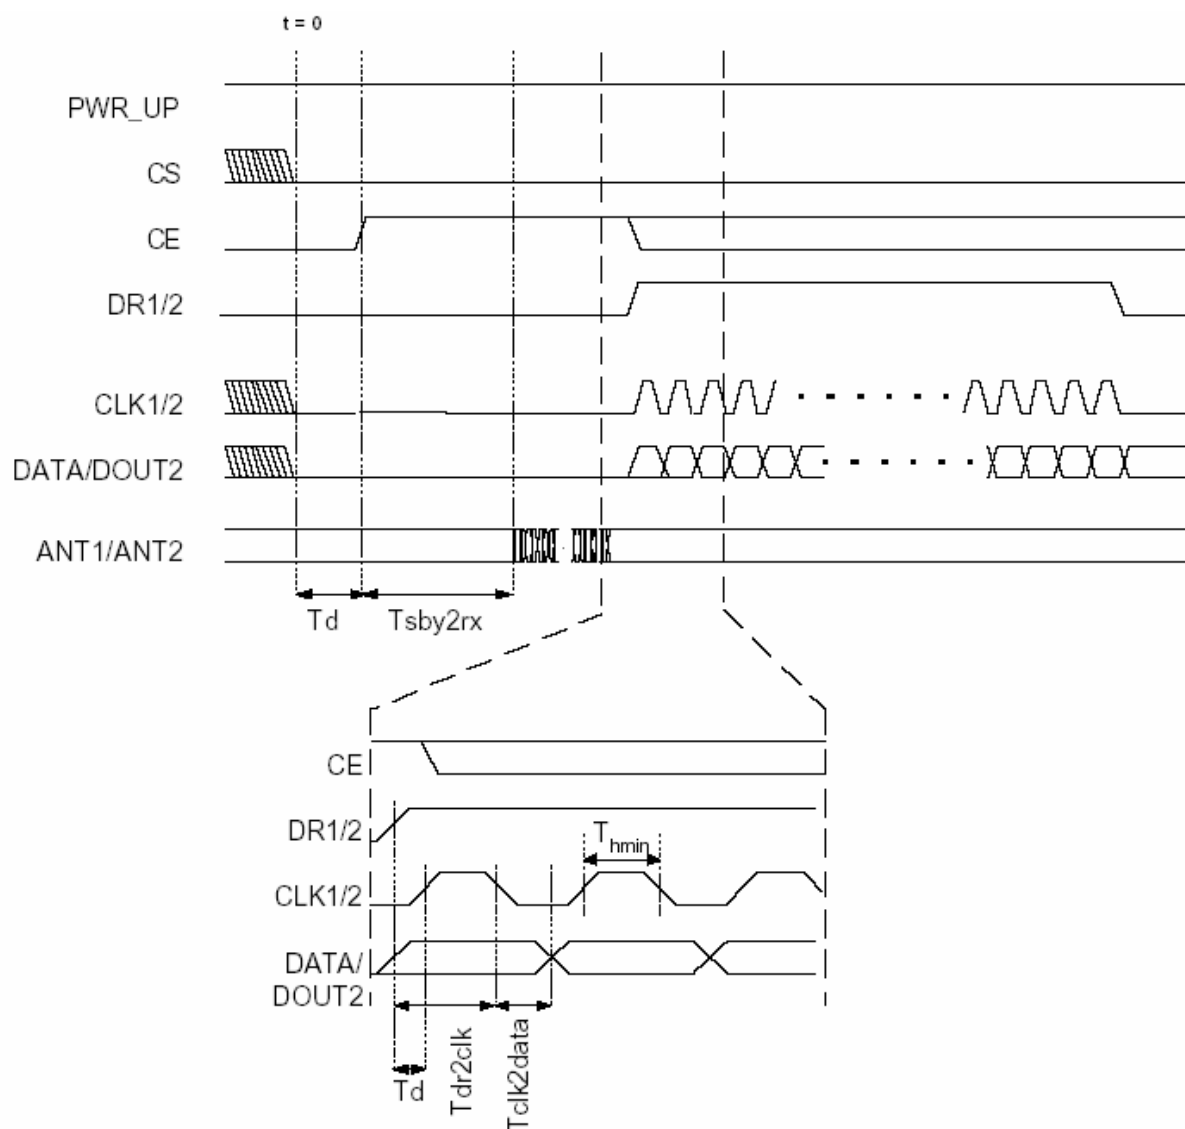 t = 0
PWR_UP
CS
CE
DR1/2
CLK1/2
DATA/DOUT2
ANT1/ANT2
Td
Tsby2rx
CE
DR1/2
Thmin
CLK1/2
DATA/
DOUT2
Td
Tdr2clk
Tclk2data